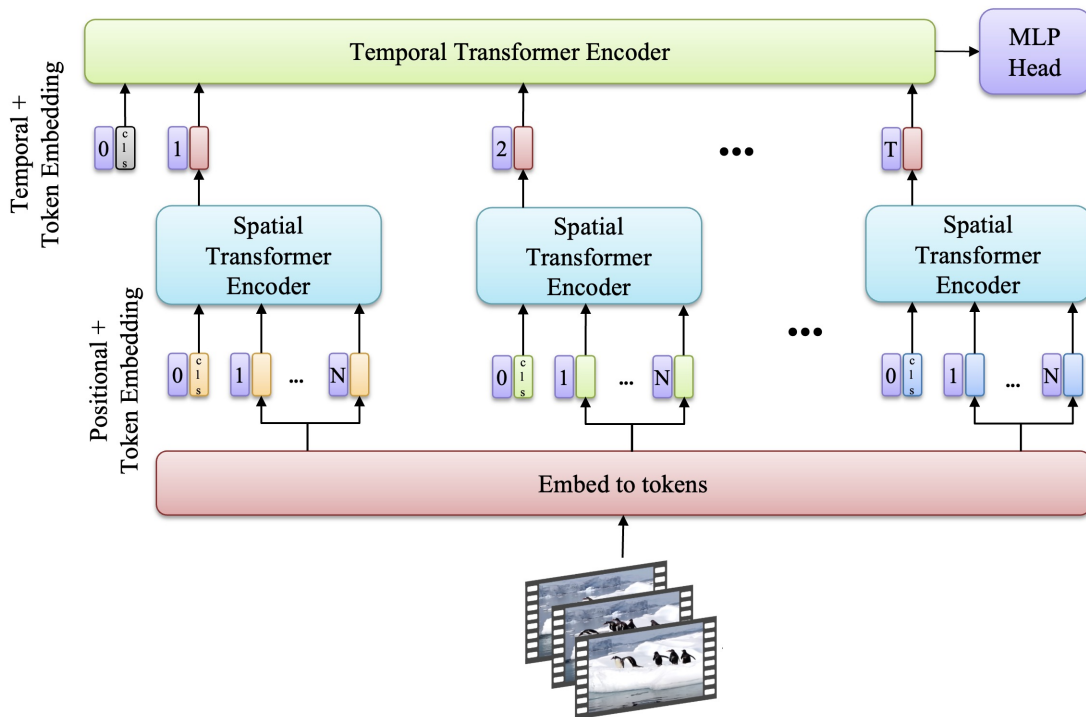 Temporal Transformer Encoder
MLP
Head
Temporal +
Token Embedding
0 cls 1 2 ... T
Spatial
Transformer
Encoder
Spatial
Transformer
Encoder
Spatial
Transformer
Encoder
...
Positional +
Token Embedding
0 cls 1 ... N
0 cls 1 ... N
0 cls 1 ... N
Embed to tokens